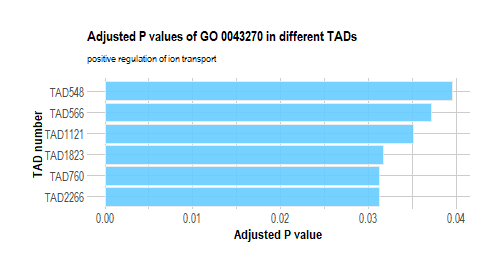 Adjusted P values of GO 0043270 in different TADs
positive regulation of ion transport
TAD number
TAD548
TAD566
TAD1121
TAD1823
TAD760
TAD2266
0.00 0.01 0.02 0.03 0.04
Adjusted P value